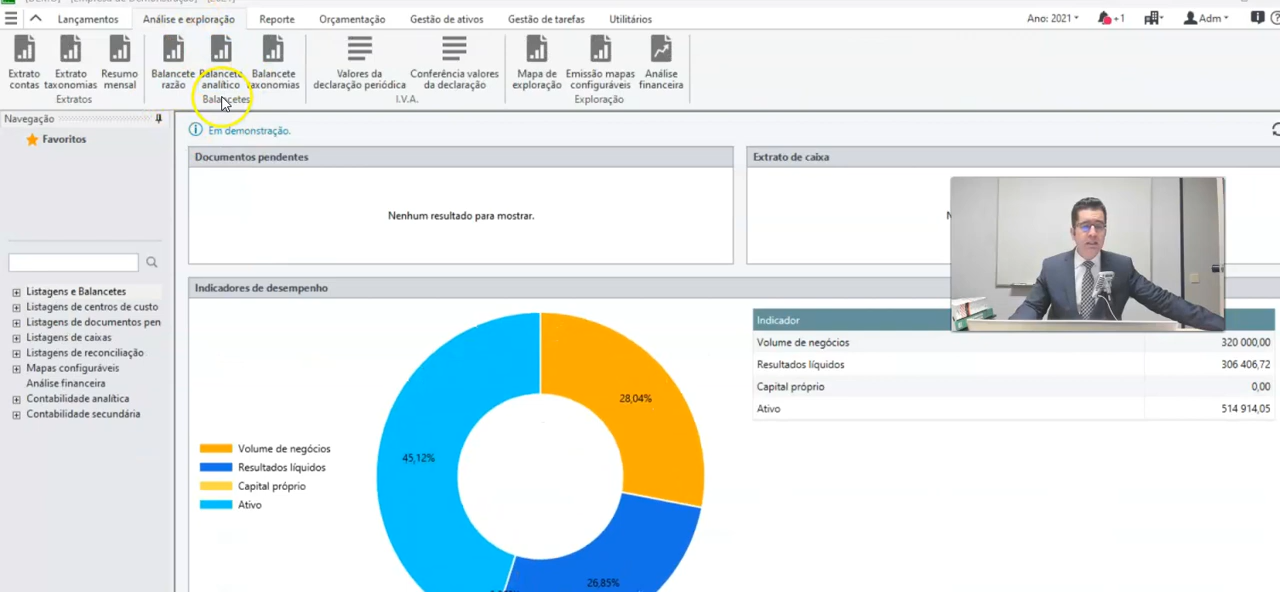 Lançamentos Análise e exploração Reporte Orçamentação Gestão de ativos Gestão de tarefas Utilitários Ano: 2021 +1 Adm
Extrato contas
Extrato taxonomias
Resumo mensal
Balancete razão
Balancete analítico
Balancete taxonomias
Valores da declaração periódica
Conferência valores da declaração
Mapa de exploração
Emissão mapas configuráveis
Análise financeira
Extratos Balancetes I.V.A. Exploração
Navegação
Favoritos
Em demonstração.
Documentos pendentes
Nenhum resultado para mostrar.
Extrato de caixa
N
Listagens e Balancetes
Listagens de centros de custo
Listagens de documentos pen
Listagens de caixas
Listagens de reconciliação
Mapas configuráveis
Análise financeira
Contabilidade analítica
Contabilidade secundária
Indicadores de desempenho
Volume de negócios
Resultados líquidos
Capital próprio
Ativo
28,04%
45,12%
26,85%
Indicador
Volume de negócios 320 000,00
Resultados líquidos 306 406,72
Capital próprio 0,00
Ativo 514 914,05